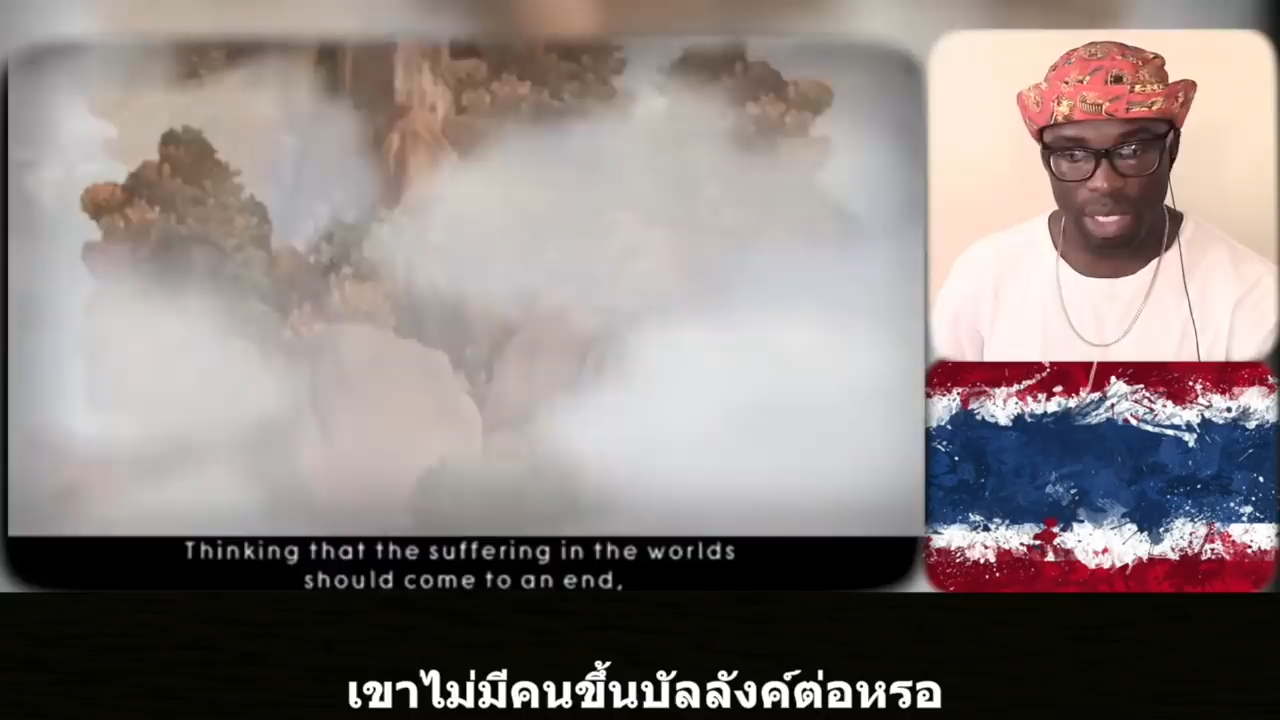 Thinking that the suffering in the worlds
should come to an end,
เขาไม่มีคนขึ้นบัลลังค์ต่อหรอ